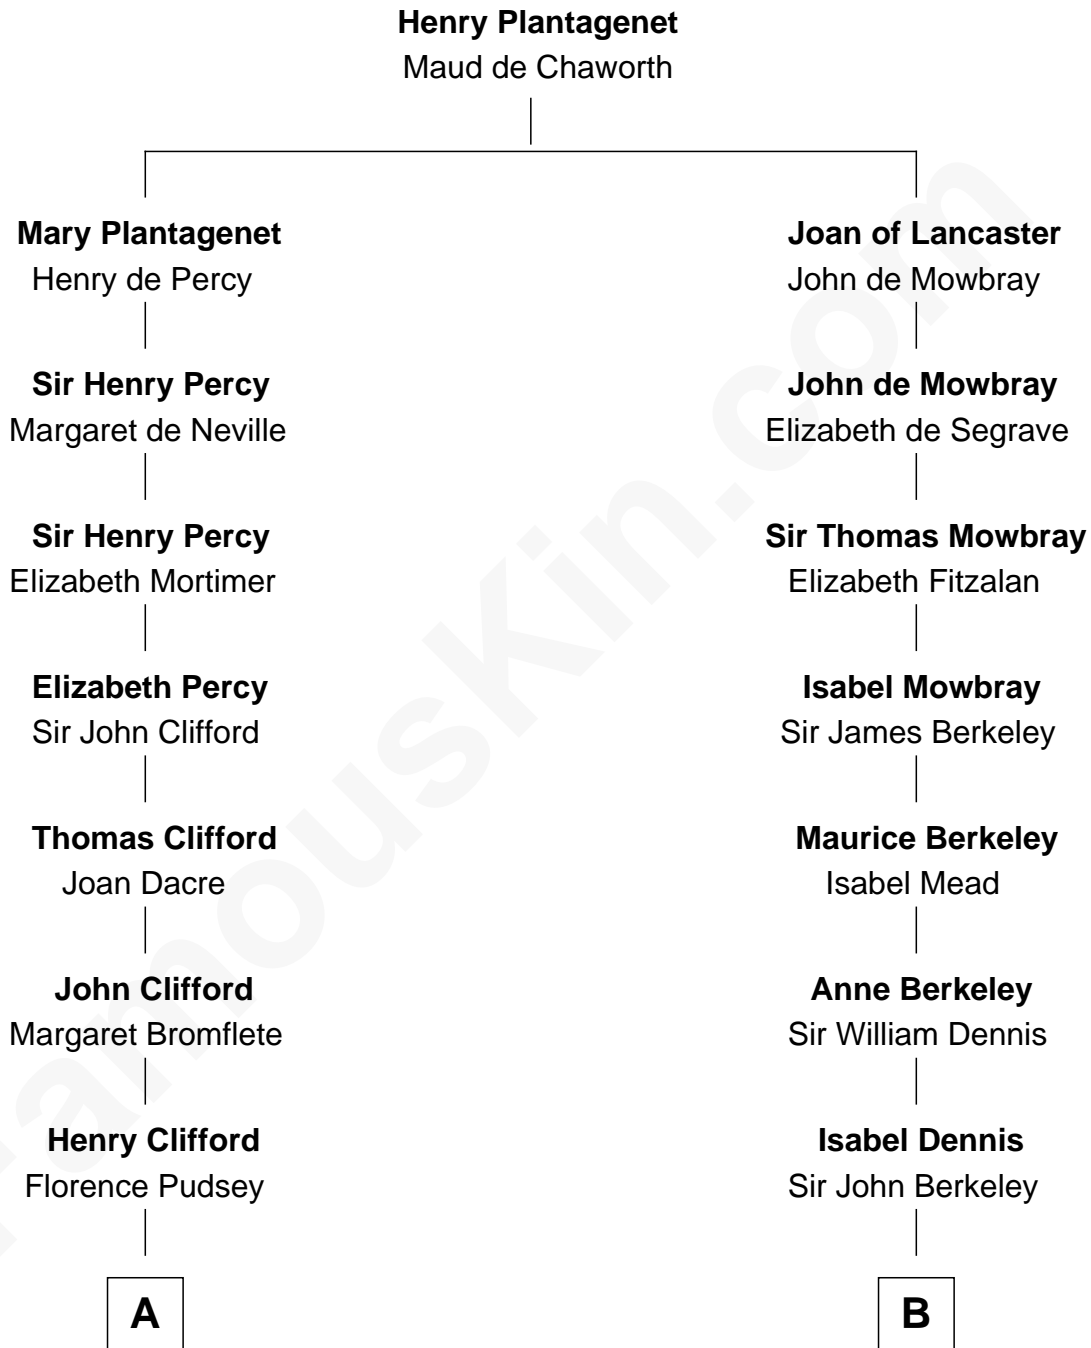 Henry Plantagenet
Maud de Chaworth
Mary Plantagenet
Henry de Percy
Joan of Lancaster
John de Mowbray
Sir Henry Percy
Margaret de Neville
John de Mowbray
Elizabeth de Segrave
Sir Henry Percy
Elizabeth Mortimer
Sir Thomas Mowbray
Elizabeth Fitzalan
Elizabeth Percy
Sir John Clifford
Isabel Mowbray
Sir James Berkeley
Thomas Clifford
Joan Dacre
Maurice Berkeley
Isabel Mead
John Clifford
Margaret Bromflete
Anne Berkeley
Sir William Dennis
Henry Clifford
Florence Pudsey
Isabel Dennis
Sir John Berkeley
A
B
FamousKin.com